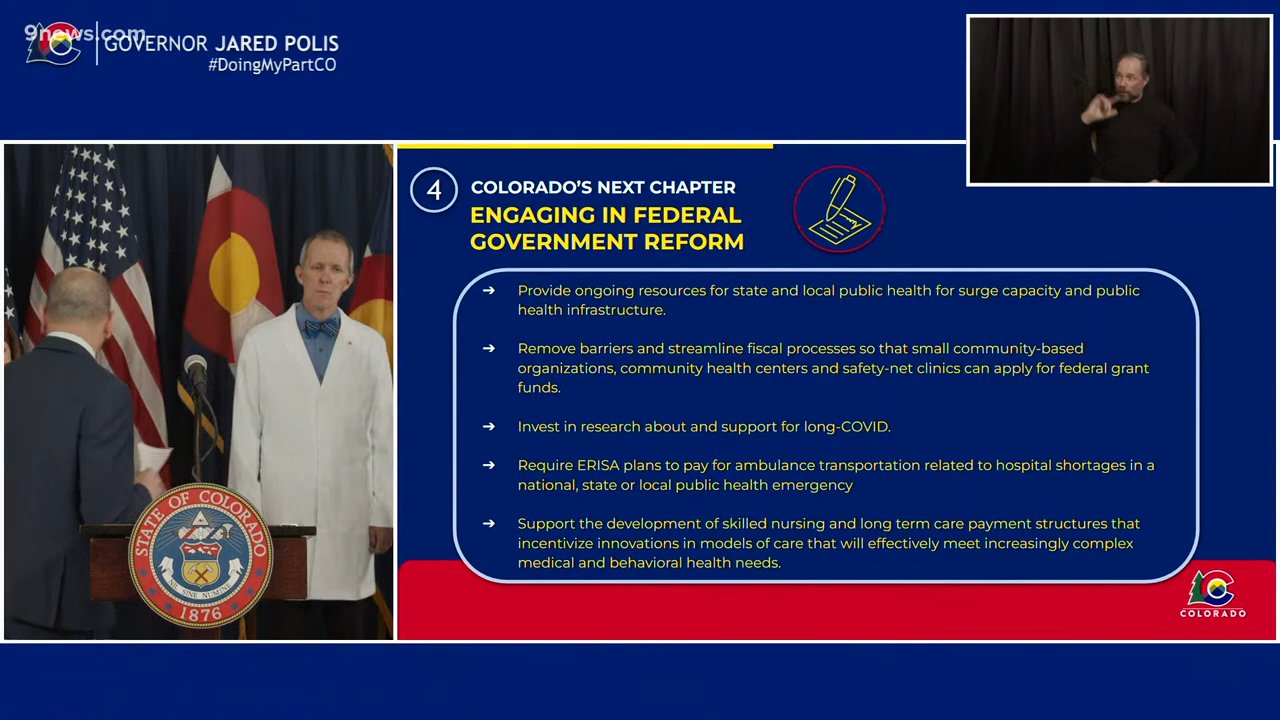 9news.com
GOVERNOR JARED POLIS
#DoingMyPartCO
4
COLORADO'S NEXT CHAPTER
ENGAGING IN FEDERAL
GOVERNMENT REFORM
➔ Provide ongoing resources for state and local public health for surge capacity and public
health infrastructure.
➔ Remove barriers and streamline fiscal processes so that small community-based
organizations, community health centers and safety-net clinics can apply for federal grant
funds.
➔ Invest in research about and support for long-COVID.
➔ Require ERISA plans to pay for ambulance transportation related to hospital shortages in a
national, state or local public health emergency
➔ Support the development of skilled nursing and long term care payment structures that
incentivize innovations in models of care that will effectively meet increasingly complex
medical and behavioral health needs.
STATE OF COLORADO
NIL SINE NUMINE
1876
COLORADO